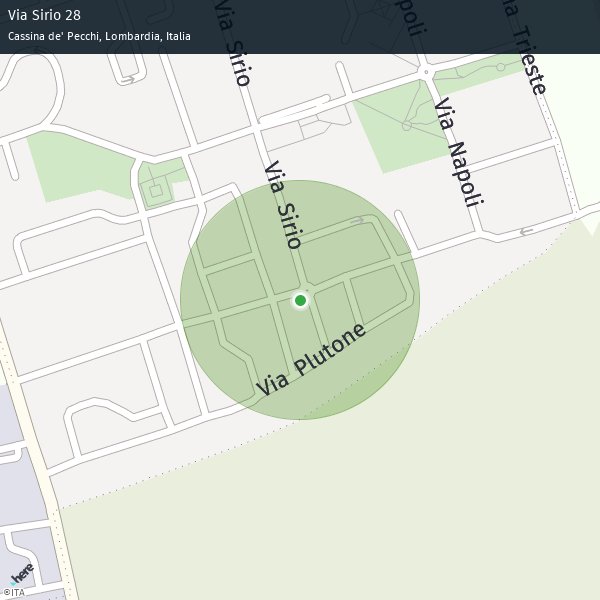 Via Sirio 28
Cassina de' Pecchi, Lombardia, Italia
Via Sirio
Napoli
Via Trieste
Via Napoli
Via Sirio
Via Plutone
here
©ITA